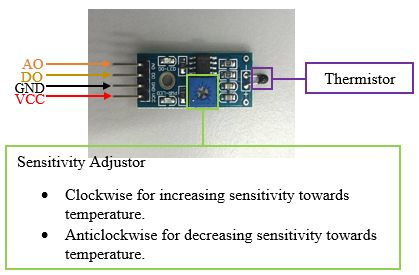 AO
DO
GND
VCC
Thermistor
Sensitivity Adjustor
• Clockwise for increasing sensitivity towards
temperature.
• Anticlockwise for decreasing sensitivity towards
temperature.